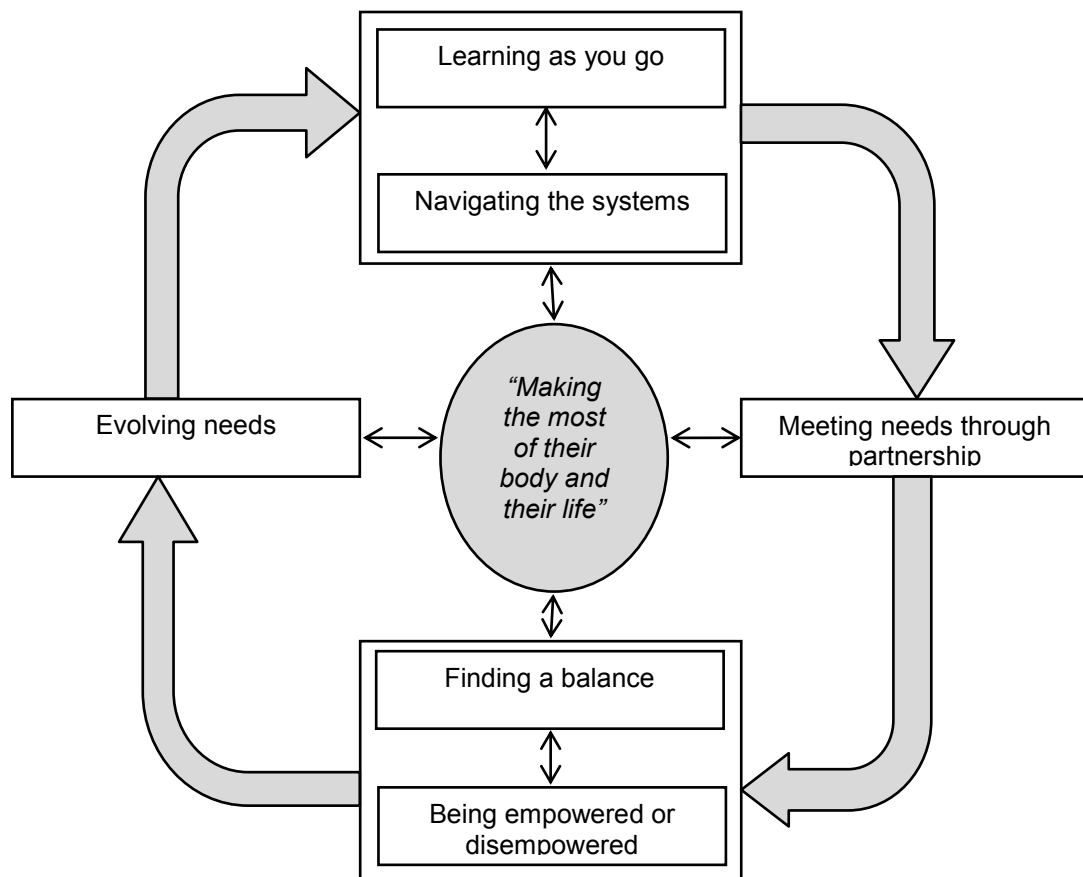 Learning as you go
Navigating the systems
“Making
the most
of their
body and
their life”
Evolving needs
Meeting needs through
partnership
Finding a balance
Being empowered or
disempowered